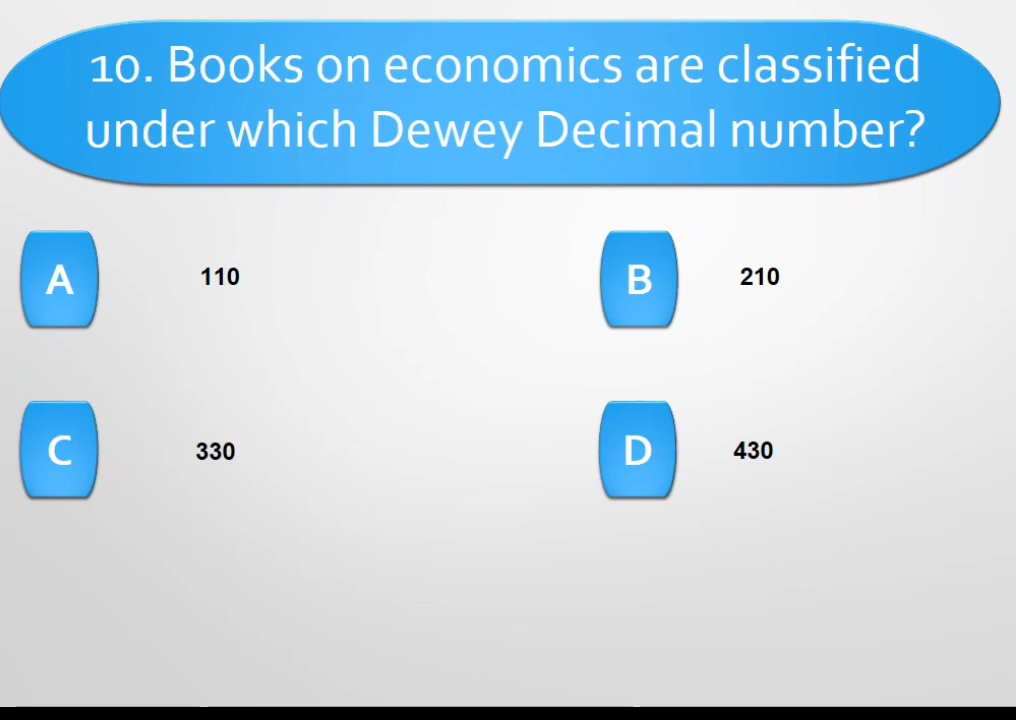 10. Books on economics are classified
under which Dewey Decimal number?
A 110
B 210
C 330
D 430